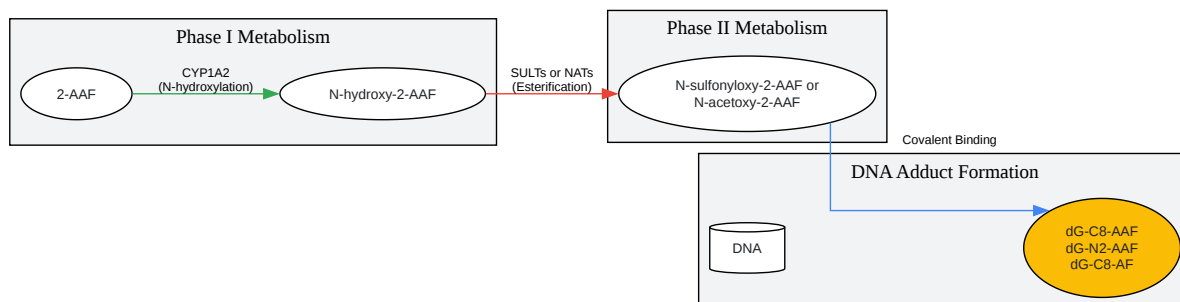 Phase I Metabolism
2-AAF
CYP1A2
(N-hydroxylation)
N-hydroxy-2-AAF
SULTs or NATs
(Esterification)
Phase II Metabolism
N-sulfonyloxy-2-AAF or
N-acetoxy-2-AAF
Covalent Binding
DNA Adduct Formation
DNA
dG-C8-AAF
dG-N2-AAF
dG-C8-AF